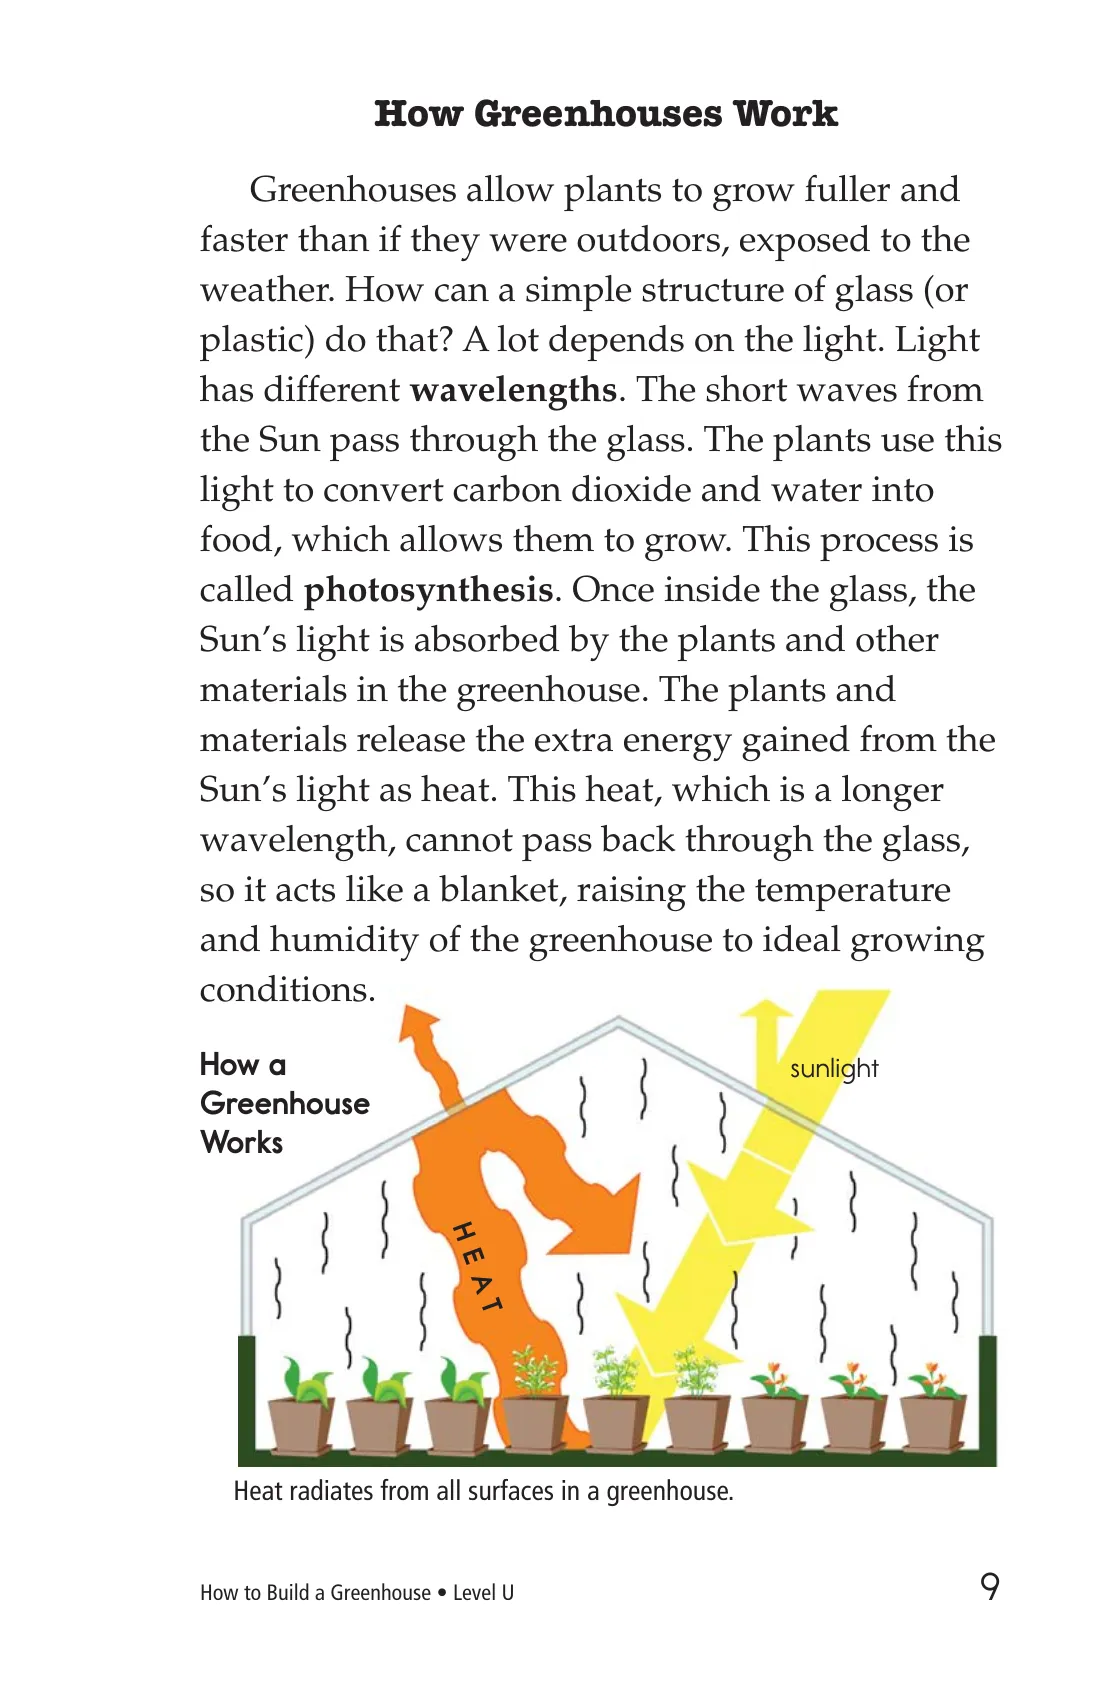 How Greenhouses Work
Greenhouses allow plants to grow fuller and
faster than if they were outdoors, exposed to the
weather. How can a simple structure of glass (or
plastic) do that? A lot depends on the light. Light
has different wavelengths. The short waves from
the Sun pass through the glass. The plants use this
light to convert carbon dioxide and water into
food, which allows them to grow. This process is
called photosynthesis. Once inside the glass, the
Sun’s light is absorbed by the plants and other
materials in the greenhouse. The plants and
materials release the extra energy gained from the
Sun’s light as heat. This heat, which is a longer
wavelength, cannot pass back through the glass,
so it acts like a blanket, raising the temperature
and humidity of the greenhouse to ideal growing
conditions.
How a
Greenhouse
Works
sunlight
HEAT
Heat radiates from all surfaces in a greenhouse.
How to Build a Greenhouse • Level U
9